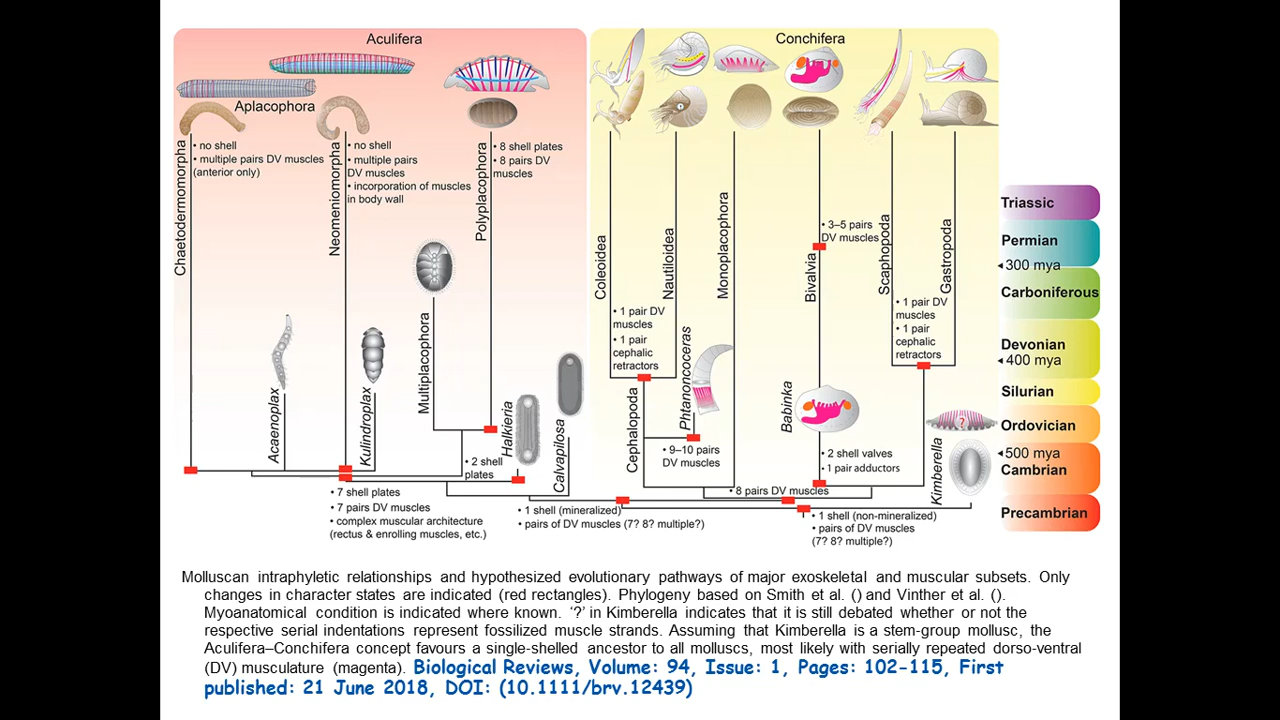 Aculifera
Conchifera
Aplacophora
Chaetodermomorpha
• no shell
• multiple pairs DV muscles
(anterior only)
Neomeniomorpha
• no shell
• multiple pairs
DV muscles
• incorporation of muscles
in body wall
Polyplacophora
• 8 shell plates
• 8 pairs DV
muscles
Coleoidea
Nautiloidea
Monoplacophora
Bivalvia
• 3–5 pairs
DV muscles
Scaphopoda
Gastropoda
Triassic
Permian
300 mya
Carboniferous
Devonian
400 mya
Silurian
Ordovician
500 mya
Cambrian
Precambrian
• 1 pair DV
muscles
• 1 pair
cephalic
retractors
• 1 pair DV
muscles
• 1 pair
cephalic
retractors
Acaenoplax
Kulindroplax
Multiplacophora
Halkieria
Calvapilosa
Cephalopoda
Phtanoncoceras
Babinka
?
Kimberella
• 9–10 pairs
DV muscles
• 2 shell valves
• 1 pair adductors
• 2 shell
plates
• 8 pairs DV muscles
• 7 shell plates
• 7 pairs DV muscles
• complex muscular architecture
(rectus & enrolling muscles, etc.)
• 1 shell (mineralized)
• pairs of DV muscles (7? 8? multiple?)
• 1 shell (non-mineralized)
• pairs of DV muscles
(7? 8? multiple?)
Molluscan intraphyletic relationships and hypothesized evolutionary pathways of major exoskeletal and muscular subsets. Only
changes in character states are indicated (red rectangles). Phylogeny based on Smith et al. () and Vinther et al. ().
Myoanatomical condition is indicated where known. ‘?’ in Kimberella indicates that it is still debated whether or not the
respective serial indentations represent fossilized muscle strands. Assuming that Kimberella is a stem-group mollusc, the
Aculifera–Conchifera concept favours a single-shelled ancestor to all molluscs, most likely with serially repeated dorso-ventral
(DV) musculature (magenta). Biological Reviews, Volume: 94, Issue: 1, Pages: 102-115, First
published: 21 June 2018, DOI: (10.1111/brv.12439)